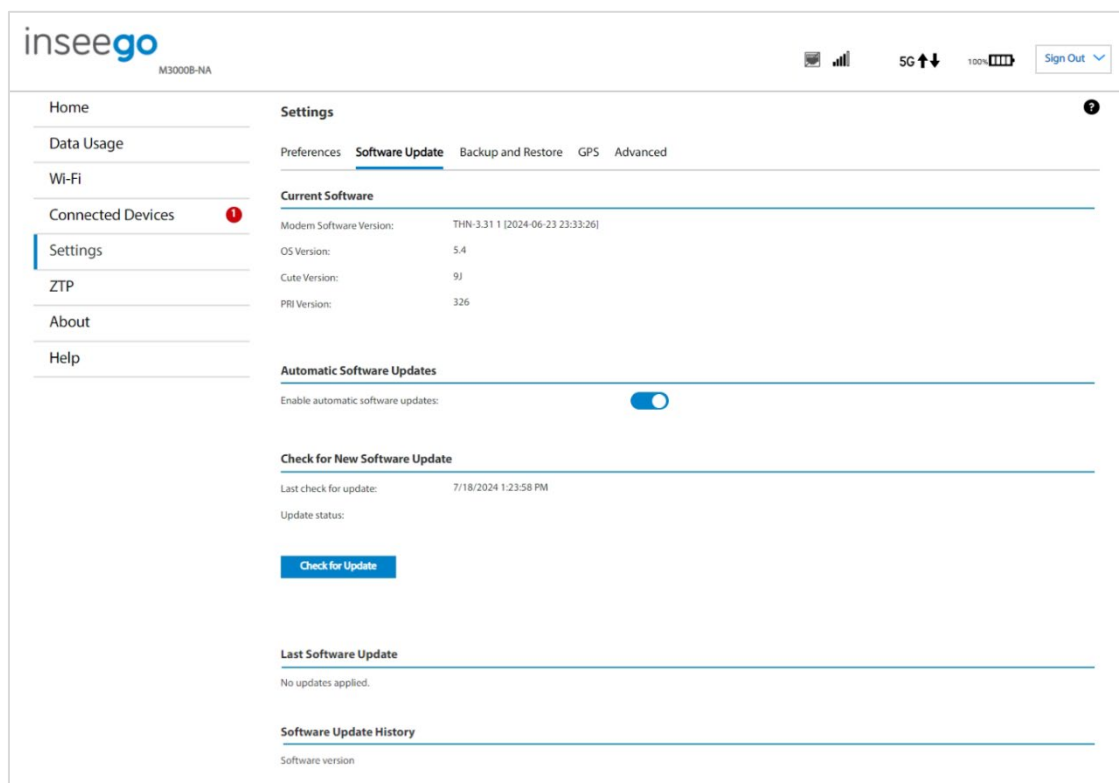 inseego
M3000B-NA
5G
100%
Sign Out
Home
Data Usage
Wi-Fi
Connected Devices 1
Settings
ZTP
About
Help
Settings ?
Preferences Software Update Backup and Restore GPS Advanced
Current Software
Modem Software Version: THN-3.31 1 [2024-06-23 23:33:26]
OS Version: 5.4
Cute Version: 9J
PRI Version: 326
Automatic Software Updates
Enable automatic software updates:
Check for New Software Update
Last check for update: 7/18/2024 1:23:58 PM
Update status:
Check for Update
Last Software Update
No updates applied.
Software Update History
Software version